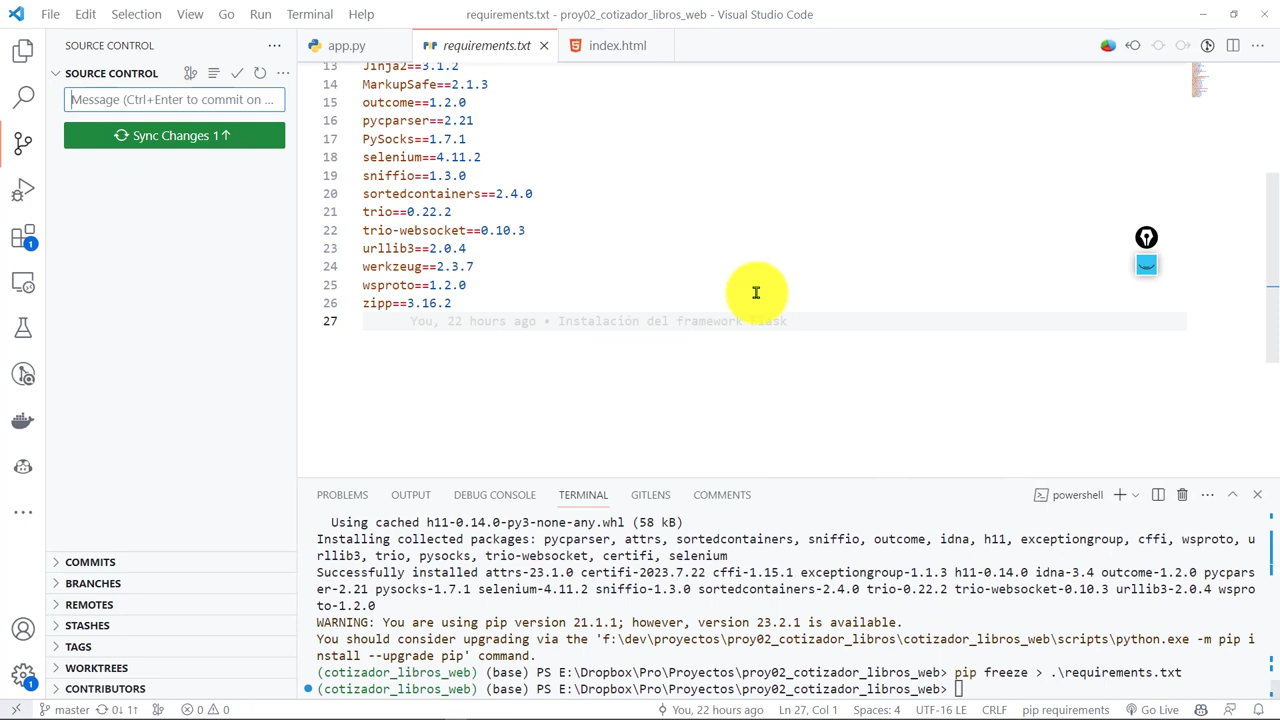 File Edit Selection View Go Run Terminal Help
requirements.txt - proy02_cotizador_libros_web - Visual Studio Code
SOURCE CONTROL
app.py
requirements.txt
index.html
SOURCE CONTROL
Message (Ctrl+Enter to commit on ...
Sync Changes 1↑
13 Jinja2==3.1.2
14 MarkupSafe==2.1.3
15 outcome==1.2.0
16 pycparser==2.21
17 PySocks==1.7.1
18 selenium==4.11.2
19 sniffio==1.3.0
20 sortedcontainers==2.4.0
21 trio==0.22.2
22 trio-websocket==0.10.3
23 urllib3==2.0.4
24 werkzeug==2.3.7
25 wsproto==1.2.0
26 zipp==3.16.2
27 You, 22 hours ago • Instalación del framework Flask
1
PROBLEMS OUTPUT DEBUG CONSOLE TERMINAL GITLENS COMMENTS
powershell
Using cached h11-0.14.0-py3-none-any.whl (58 kB)
Installing collected packages: pycparser, attrs, sortedcontainers, sniffio, outcome, idna, h11, exceptiongroup, cffi, wsproto, u
rllib3, trio, pysocks, trio-websocket, certifi, selenium
Successfully installed attrs-23.1.0 certifi-2023.7.22 cffi-1.15.1 exceptiongroup-1.1.3 h11-0.14.0 idna-3.4 outcome-1.2.0 pycpars
er-2.21 pysocks-1.7.1 selenium-4.11.2 sniffio-1.3.0 sortedcontainers-2.4.0 trio-0.22.2 trio-websocket-0.10.3 urllib3-2.0.4 wspro
to-1.2.0
WARNING: You are using pip version 21.1.1; however, version 23.2.1 is available.
You should consider upgrading via the 'f:\dev\proyectos\proy02_cotizador_libros\cotizador_libros_web\scripts\python.exe -m pip i
nstall --upgrade pip' command.
(cotizador_libros_web) (base) PS E:\Dropbox\Pro\Proyectos\proy02_cotizador_libros_web> pip freeze > .\requirements.txt
(cotizador_libros_web) (base) PS E:\Dropbox\Pro\Proyectos\proy02_cotizador_libros_web>
COMMITS
BRANCHES
REMOTES
STASHES
TAGS
WORKTREES
CONTRIBUTORS
1
master 0↓ 1↑ 0 0 You, 22 hours ago Ln 27, Col 1 Spaces: 4 UTF-16 LE CRLF pip requirements Go Live